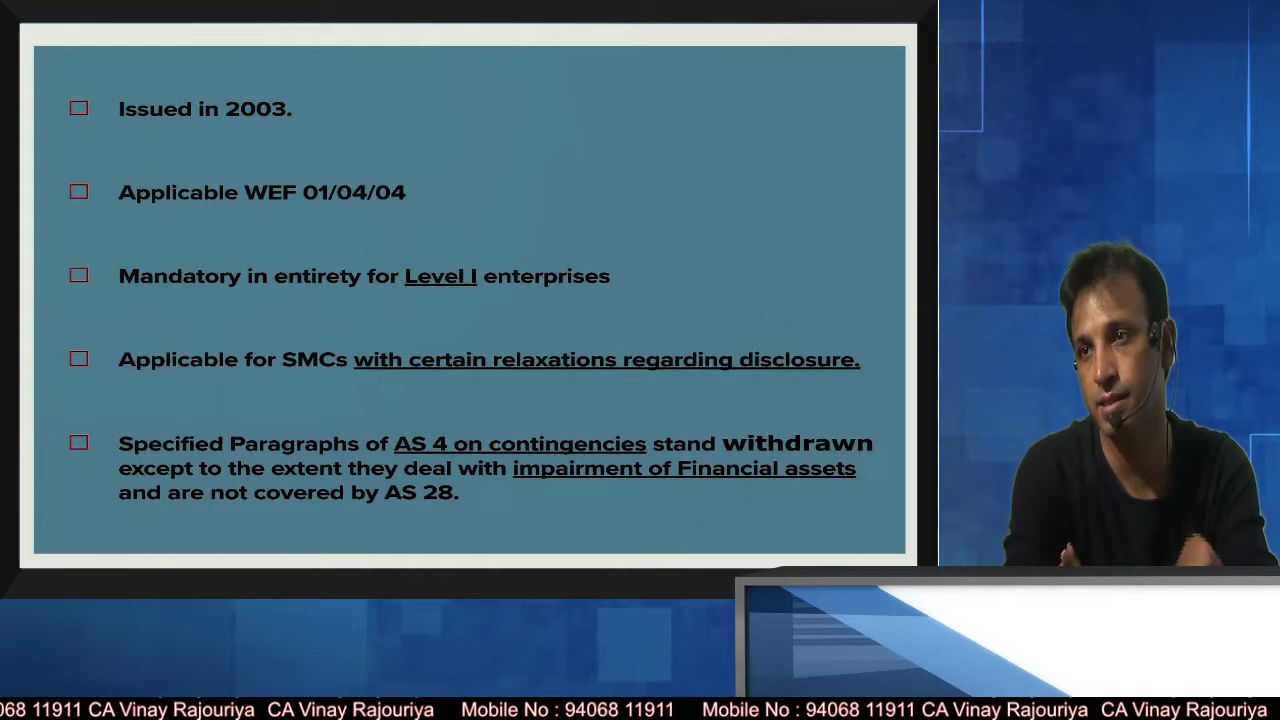 Issued in 2003.
Applicable WEF 01/04/04
Mandatory in entirety for Level I enterprises
Applicable for SMCs with certain relaxations regarding disclosure.
Specified Paragraphs of AS 4 on contingencies stand withdrawn
except to the extent they deal with impairment of Financial assets
and are not covered by AS 28.
068 11911 CA Vinay Rajouriya CA Vinay Rajouriya Mobile No : 94068 11911 Mobile No : 94068 11911 CA Vinay Rajouriya CA Vinay Rajouriya